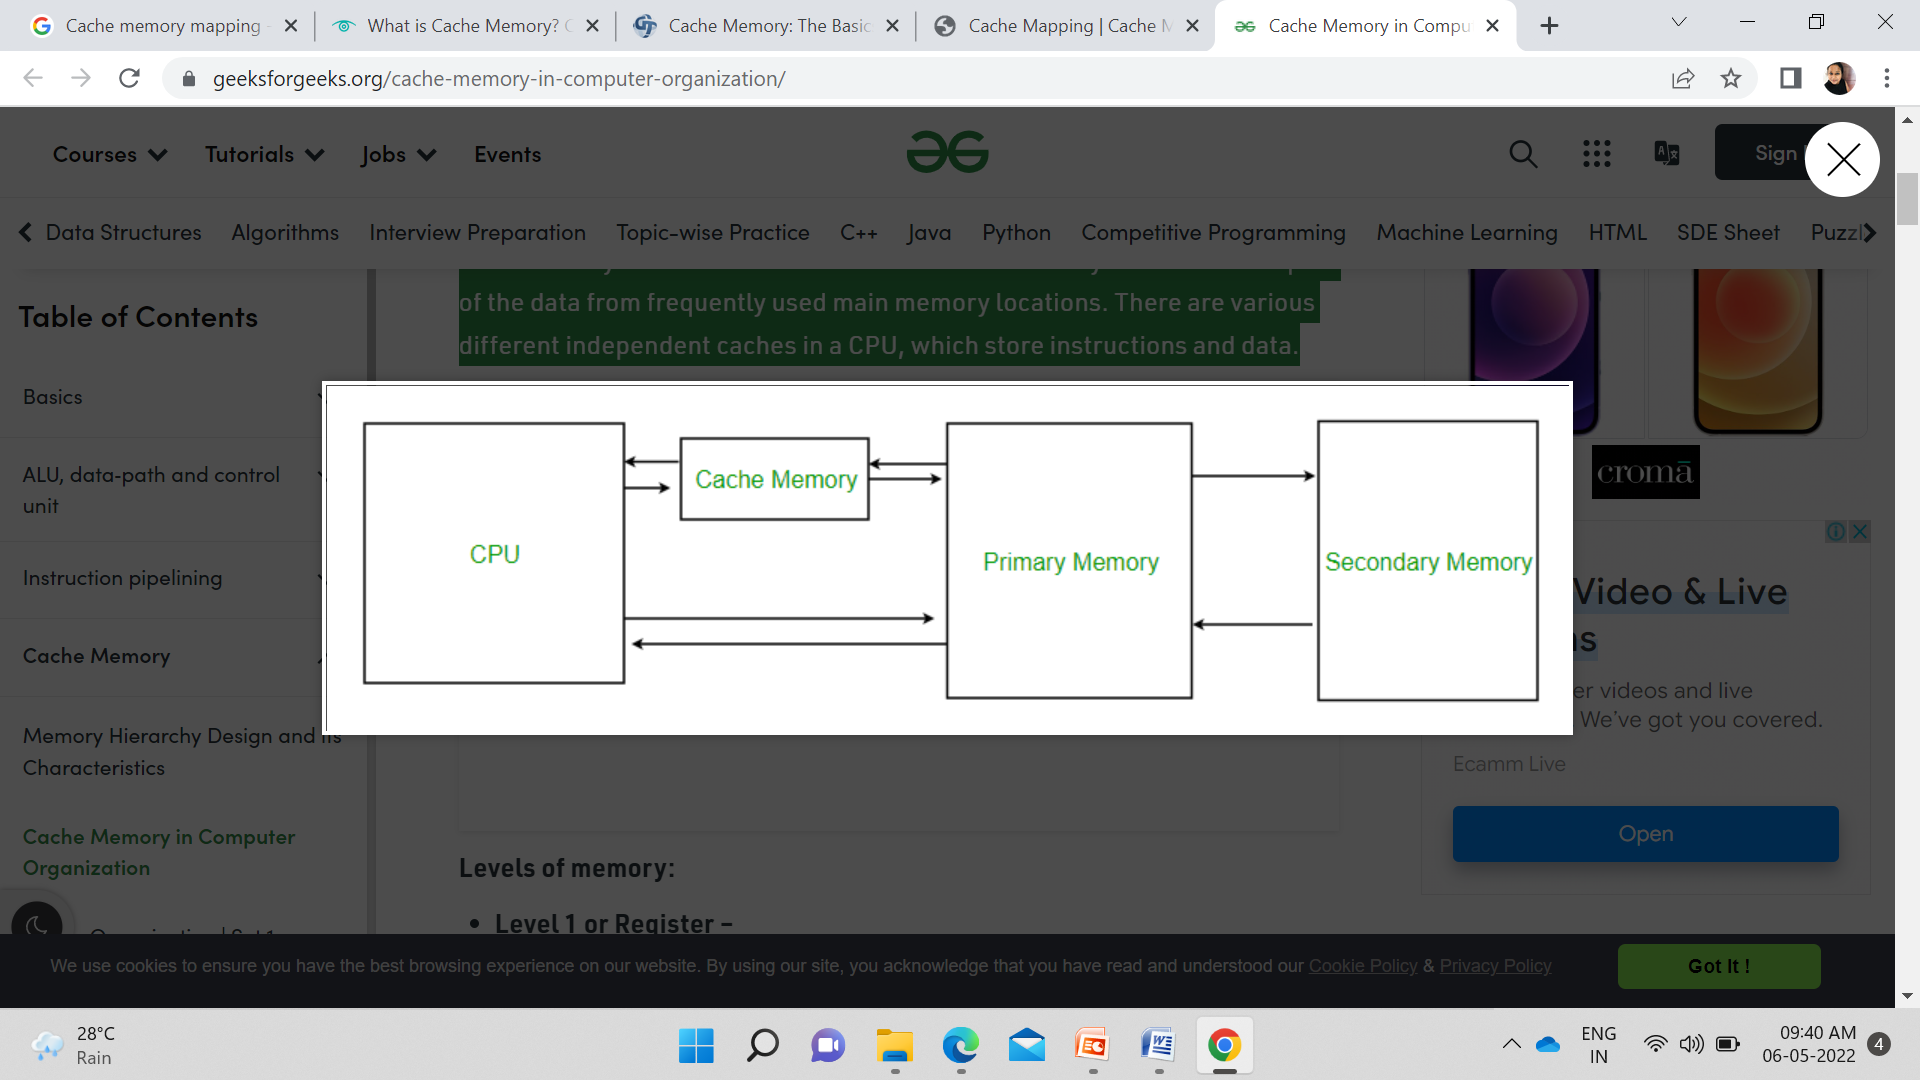 Cache memory mapping
What is Cache Memory?
Cache Memory: The Basic
Cache Mapping | Cache M
Cache Memory in Compu
geeksforgeeks.org/cache-memory-in-computer-organization/
Courses
Tutorials
Jobs
Events
Sign
Data Structures
Algorithms
Interview Preparation
Topic-wise Practice
C++
Java
Python
Competitive Programming
Machine Learning
HTML
SDE Sheet
Puzzl
Table of Contents
Basics
ALU, data-path and control
unit
Instruction pipelining
Cache Memory
Memory Hierarchy Design and its
Characteristics
Cache Memory in Computer
Organization
of the data from frequently used main memory locations. There are various
different independent caches in a CPU, which store instructions and data.
CPU
Cache Memory
Primary Memory
Secondary Memory
Levels of memory:
• Level 1 or Register –
croma
Video & Live
ns
er videos and live
We've got you covered.
Ecamm Live
Open
We use cookies to ensure you have the best browsing experience on our website. By using our site, you acknowledge that you have read and understood our Cookie Policy & Privacy Policy
Got It !
28°C
Rain
ENG
IN
09:40 AM
06-05-2022
4